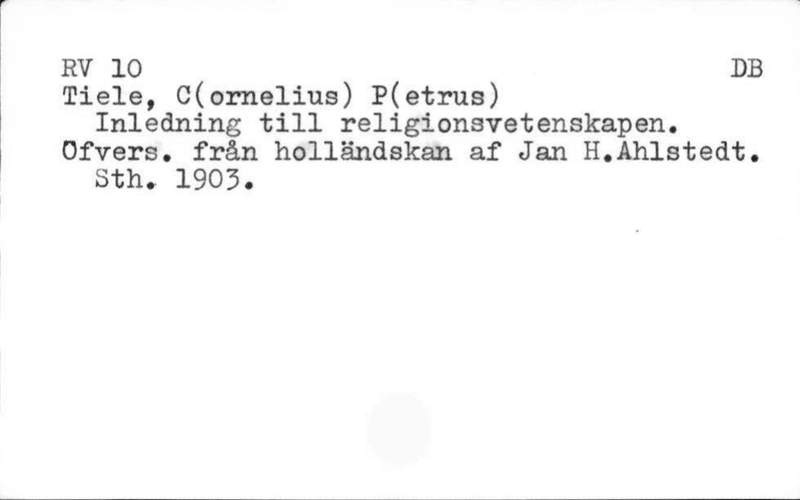 RV 10 DB
Tiele, C(ornelius) P(etrus)
Inledning till religionsvetenskapen.
Öfvers. från holländskan af Jan H.Ahlstedt.
Sth. 1903.